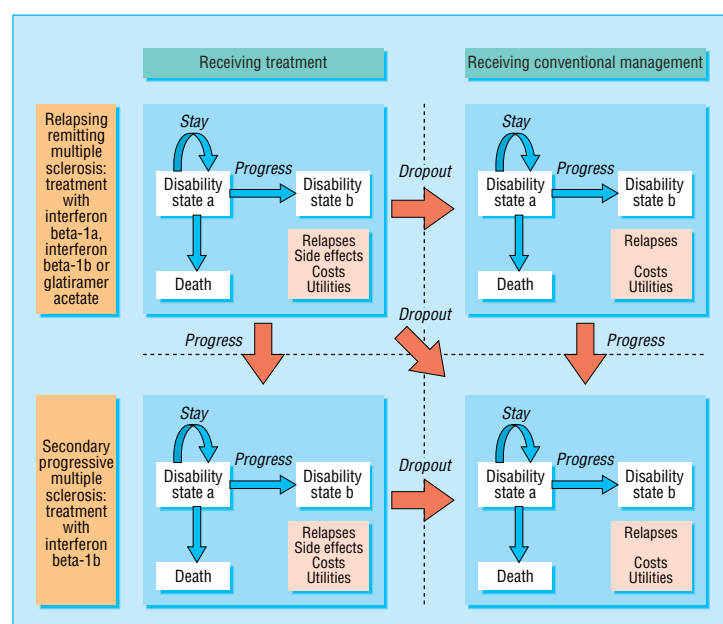 Receiving treatment
Receiving conventional management
Relapsing
remitting
multiple
sclerosis:
treatment
with
interferon
beta-1a,
interferon
beta-1b or
glatiramer
acetate
Stay
Progress
Disability
state a
Disability
state b
Death
Relapses
Side effects
Costs
Utilities
Dropout
Stay
Progress
Disability
state a
Disability
state b
Death
Relapses
Costs
Utilities
Progress
Dropout
Progress
Secondary
progressive
multiple
sclerosis:
treatment
with
interferon
beta-1b
Stay
Progress
Disability
state a
Disability
state b
Death
Relapses
Side effects
Costs
Utilities
Dropout
Stay
Progress
Disability
state a
Disability
state b
Death
Relapses
Costs
Utilities